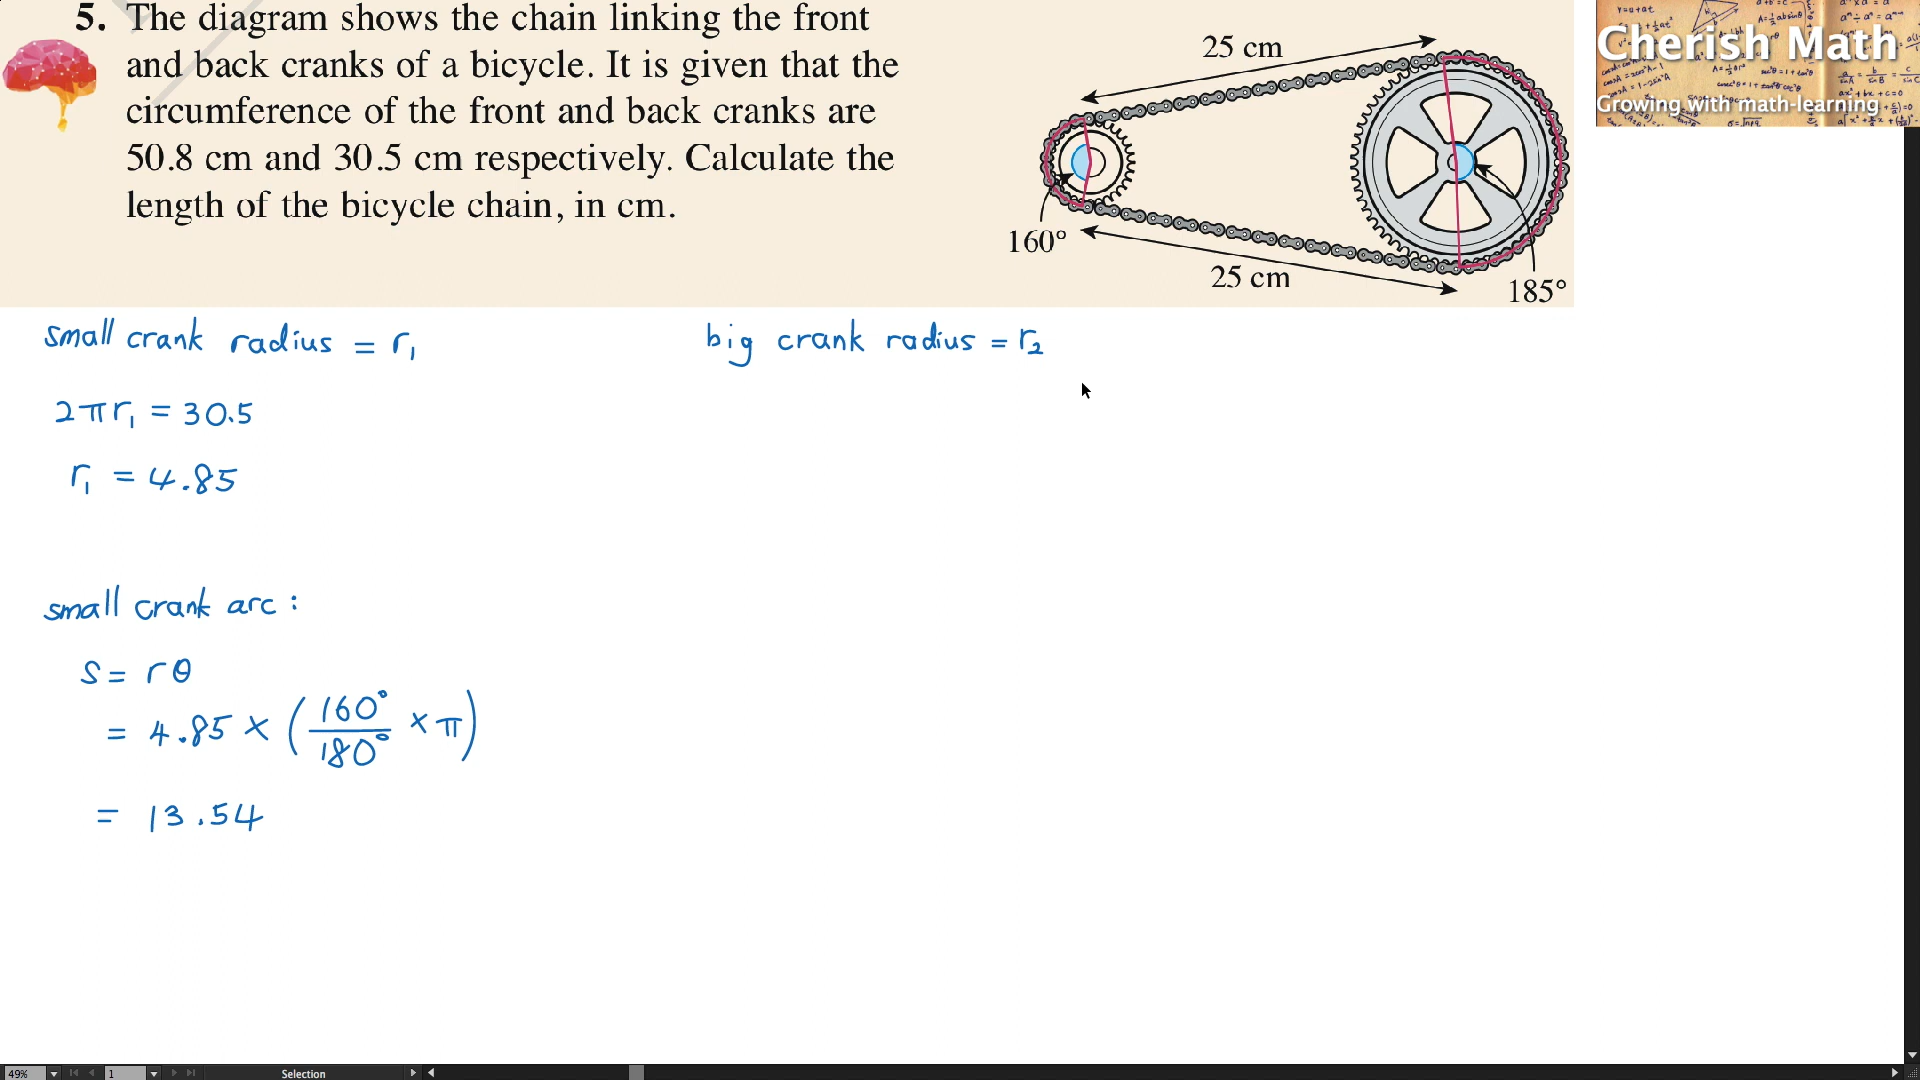 5. The diagram shows the chain linking the front
and back cranks of a bicycle. It is given that the
circumference of the front and back cranks are
50.8 cm and 30.5 cm respectively. Calculate the
length of the bicycle chain, in cm.
25 cm
160°
25 cm
185°
Cherish Math
Growing with math-learning
small crank radius = r₁
2πr₁ = 30.5
r₁ = 4.85
small crank arc :
s = rθ
= 4.85 × (160°/180° × π)
= 13.54
big crank radius = r₂
49%
1
Selection